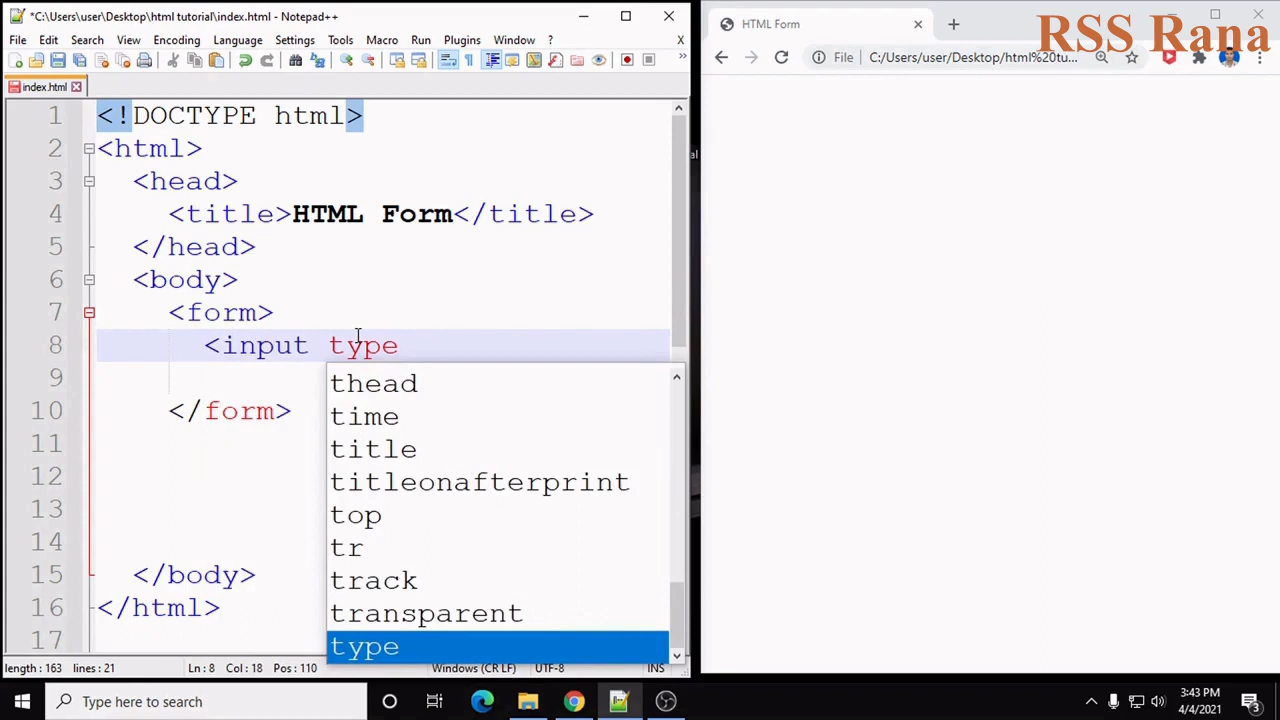 *C:\Users\user\Desktop\html tutorial\index.html - Notepad++
File Edit Search View Encoding Language Settings Tools Macro Run Plugins Window ? X
index.html
1 <!DOCTYPE html>
2 <html>
3 <head>
4 <title>HTML Form</title>
5 </head>
6 <body>
7 <form>
8 <input type
9
10 </form>
11
12
13
14
15 </body>
16 </html>
17
thead
time
title
titleonafterprint
top
tr
track
transparent
type
length : 163 lines : 21 Ln : 8 Col : 18 Pos : 110 Windows (CR LF) UTF-8 INS
HTML Form
RSS Rana
File C:/Users/user/Desktop/html%20tu...
al
Type here to search
3:43 PM
4/4/2021
3